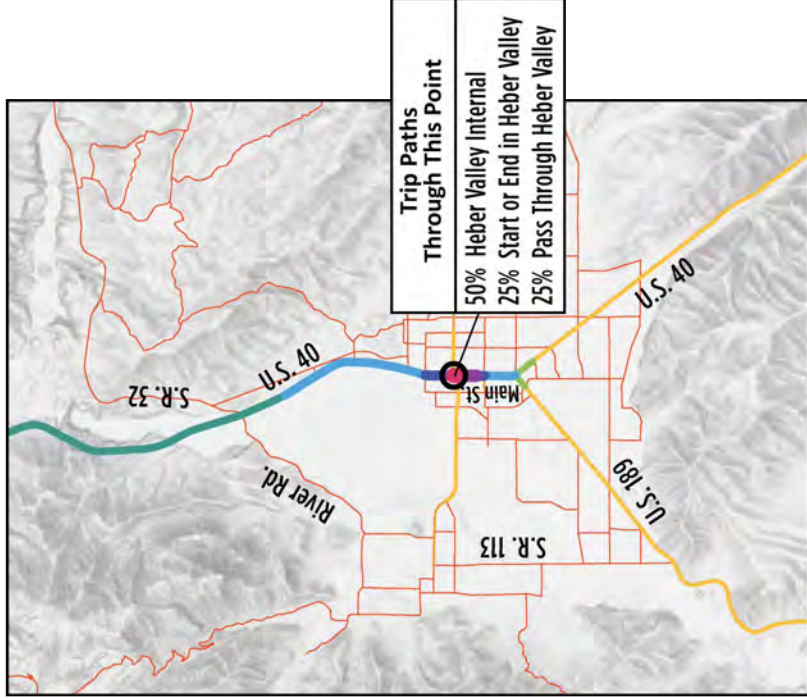 Trip Paths
Through This Point
50% Heber Valley Internal
25% Start or End in Heber Valley
25% Pass Through Heber Valley
S.R. 32
U.S. 40
River Rd.
Main St.
S.R. 113
U.S. 189
U.S. 40